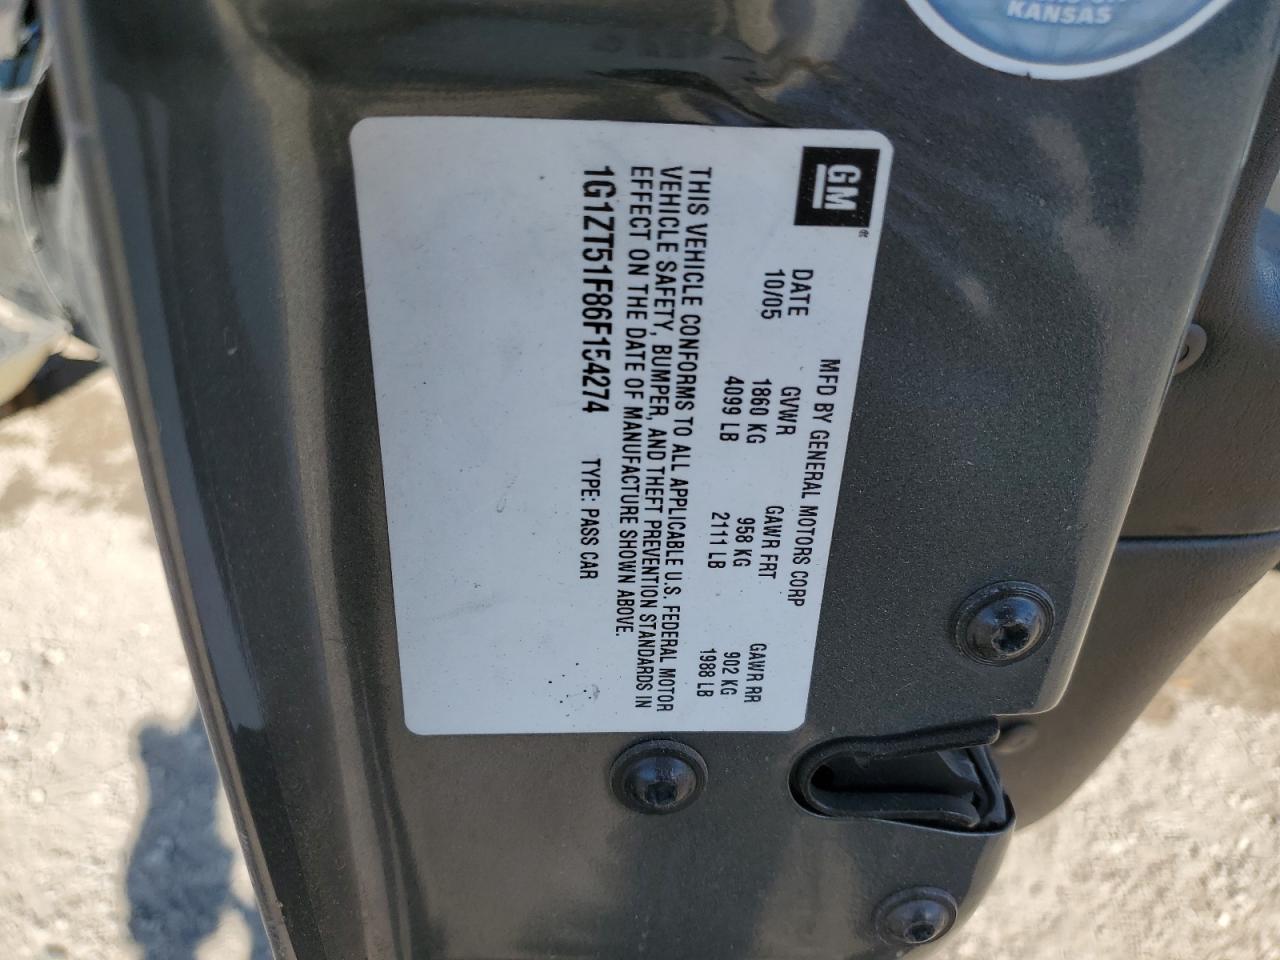 KANSAS
GM
MFD BY GENERAL MOTORS CORP
DATE GVWR GAWR FRT GAWR RR
10/05 1860 KG 958 KG 902 KG
4099 LB 2111 LB 1988 LB
THIS VEHICLE CONFORMS TO ALL APPLICABLE U.S. FEDERAL MOTOR
VEHICLE SAFETY, BUMPER, AND THEFT PREVENTION STANDARDS IN
EFFECT ON THE DATE OF MANUFACTURE SHOWN ABOVE.
1G1ZT51F86F154274 TYPE: PASS CAR